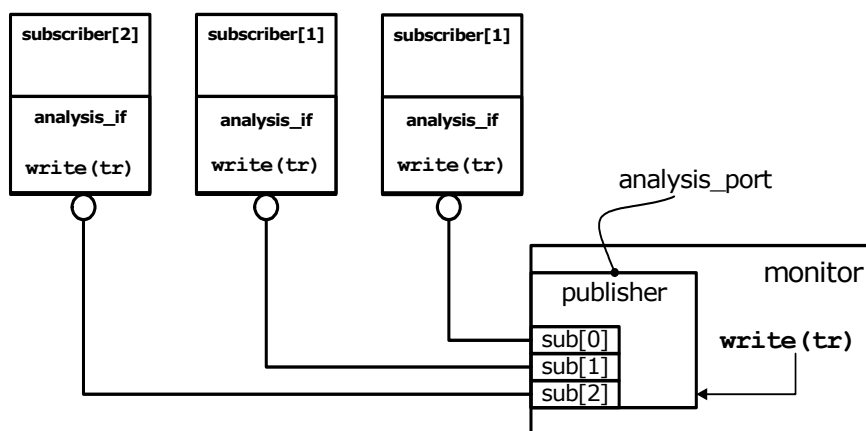 subscriber[2]
analysis_if
write(tr)
subscriber[1]
analysis_if
write(tr)
subscriber[1]
analysis_if
write(tr)
analysis_port
monitor
publisher
sub[0]
sub[1]
sub[2]
write(tr)